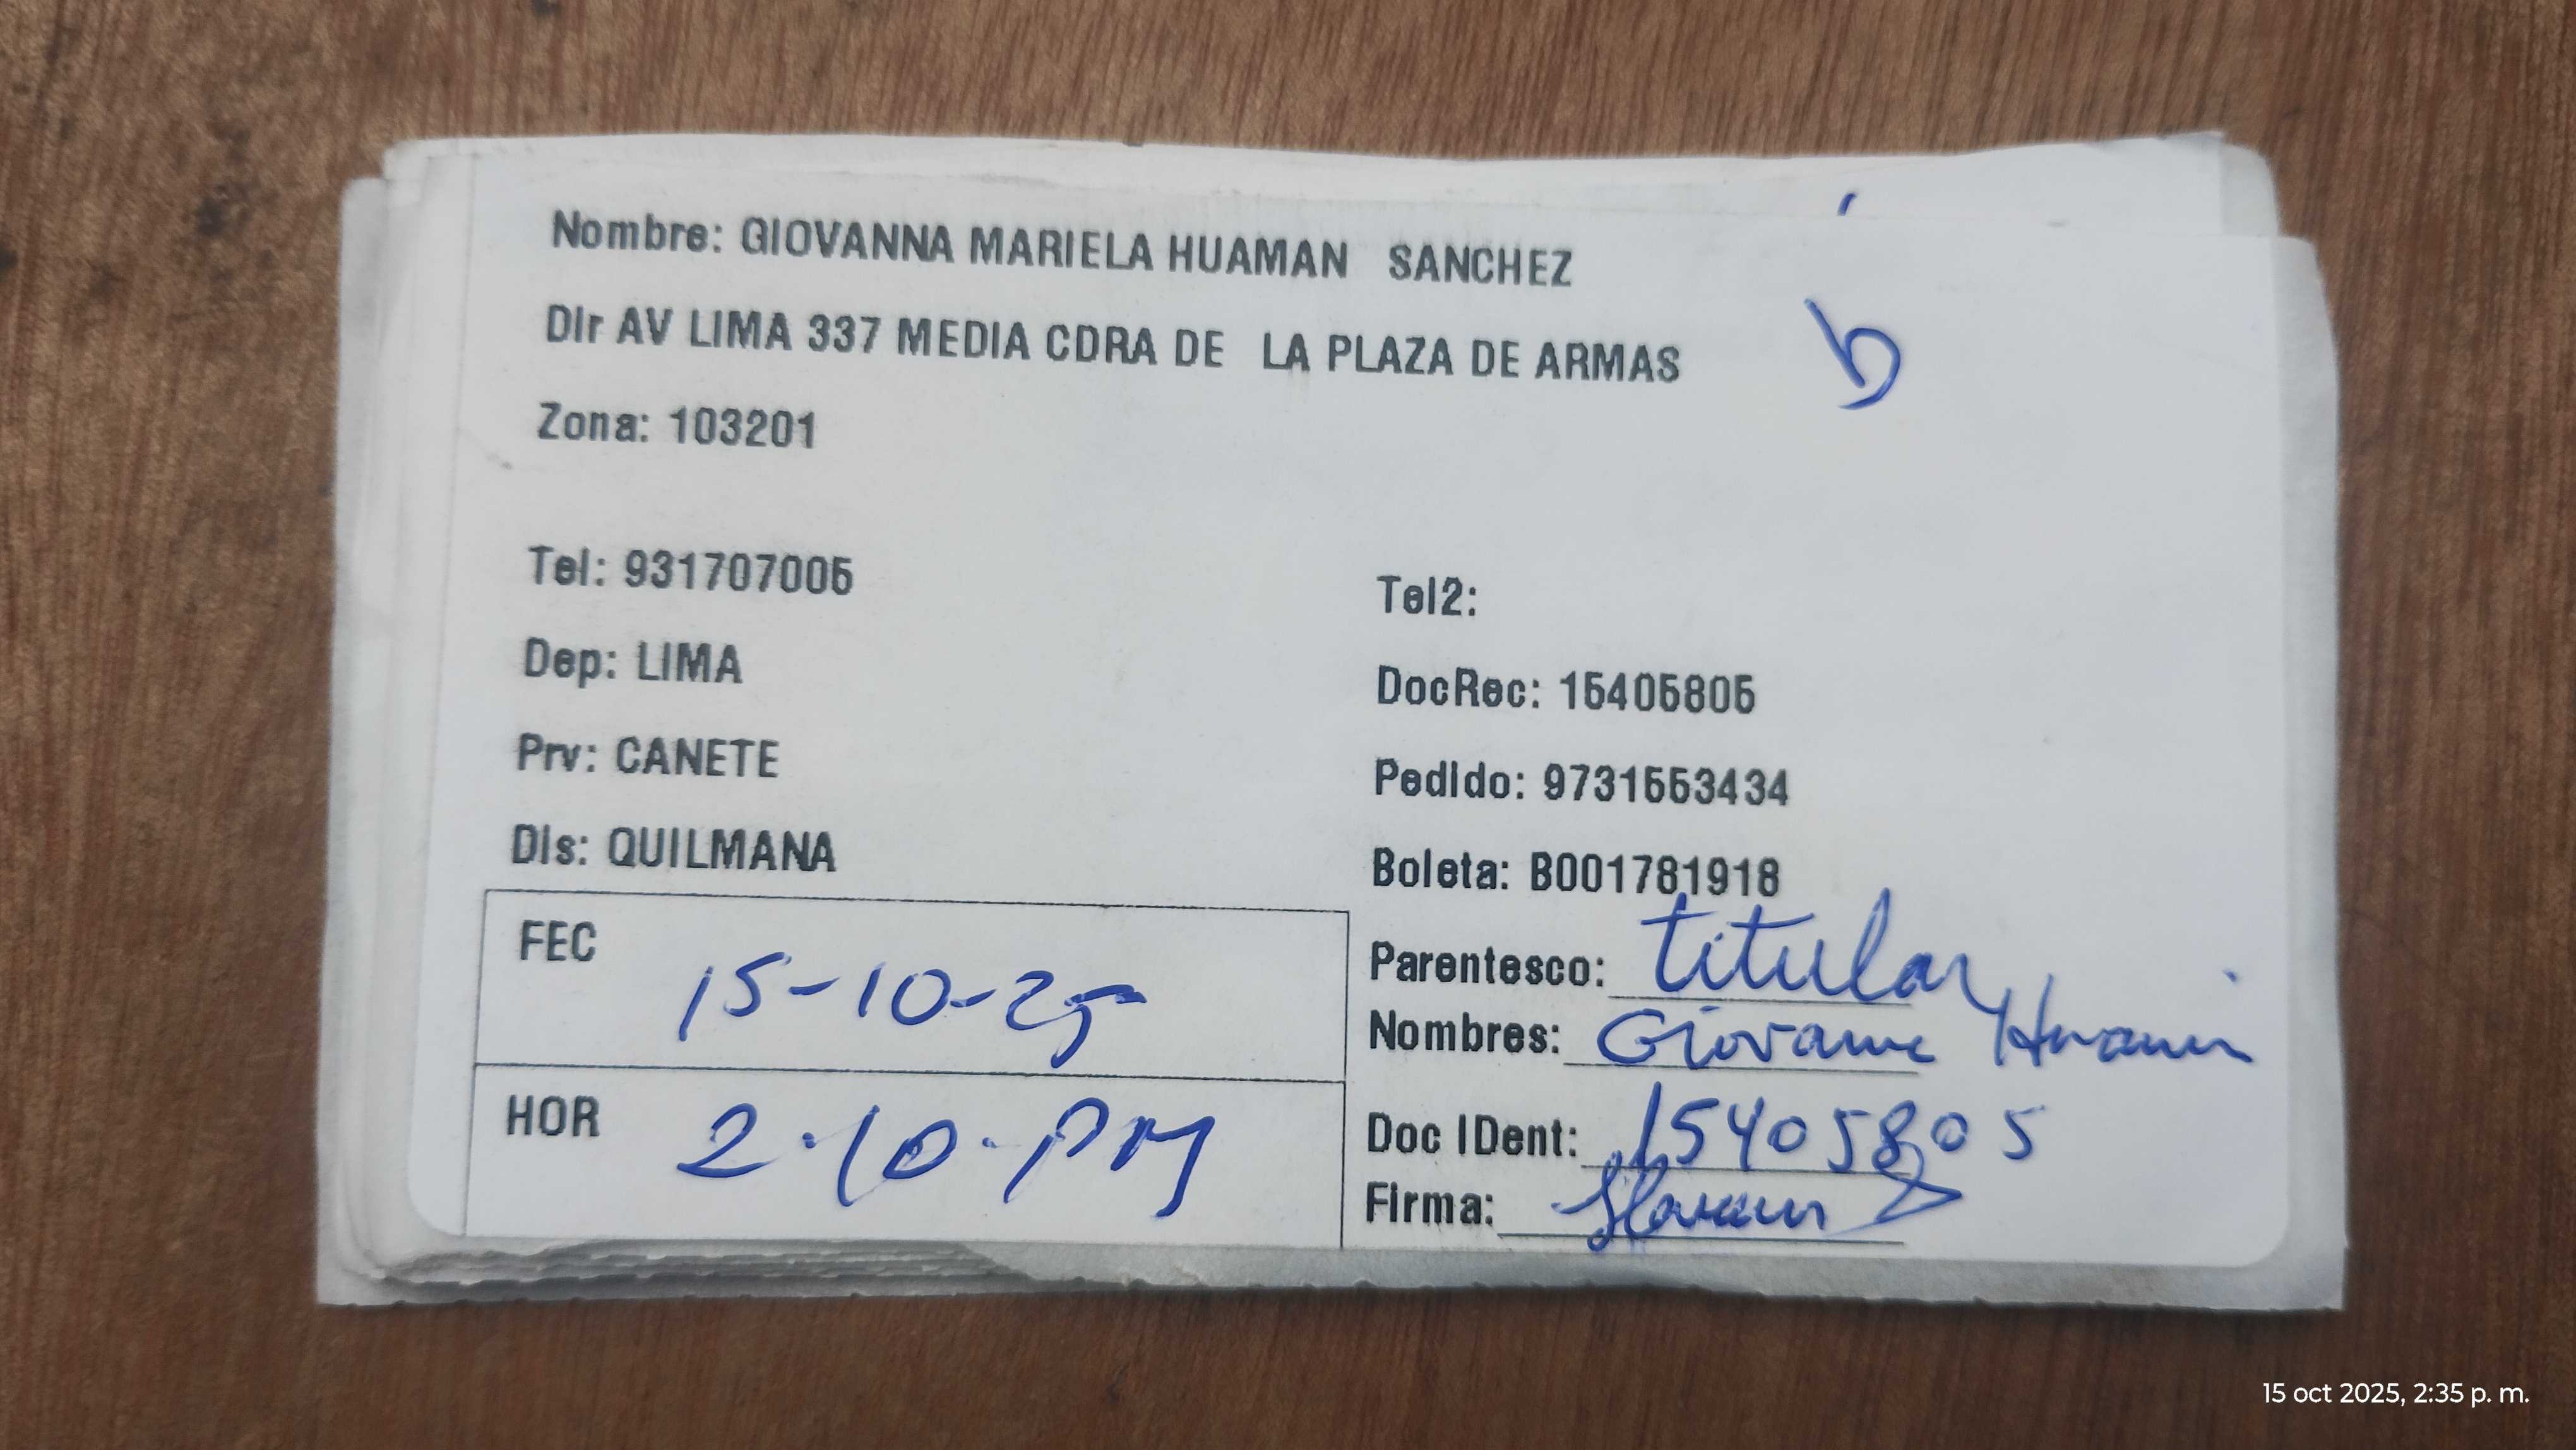 Nombre: GIOVANNA MARIELA HUAMAN SANCHEZ
Dir AV LIMA 337 MEDIA CDRA DE LA PLAZA DE ARMAS
Zona: 103201
Tel: 931707005
Tel2:
Dep: LIMA
DocRec: 15405805
Prv: CANETE
Pedido: 9731553434
Dis: QUILMANA
Boleta: B001781918
FEC 15-10-25
Parentesco: titular
Nombres: Giovanna Huaman
HOR 2.10.PM
Doc IDent: 15405805
Firma:
15 oct 2025, 2:35 p. m.